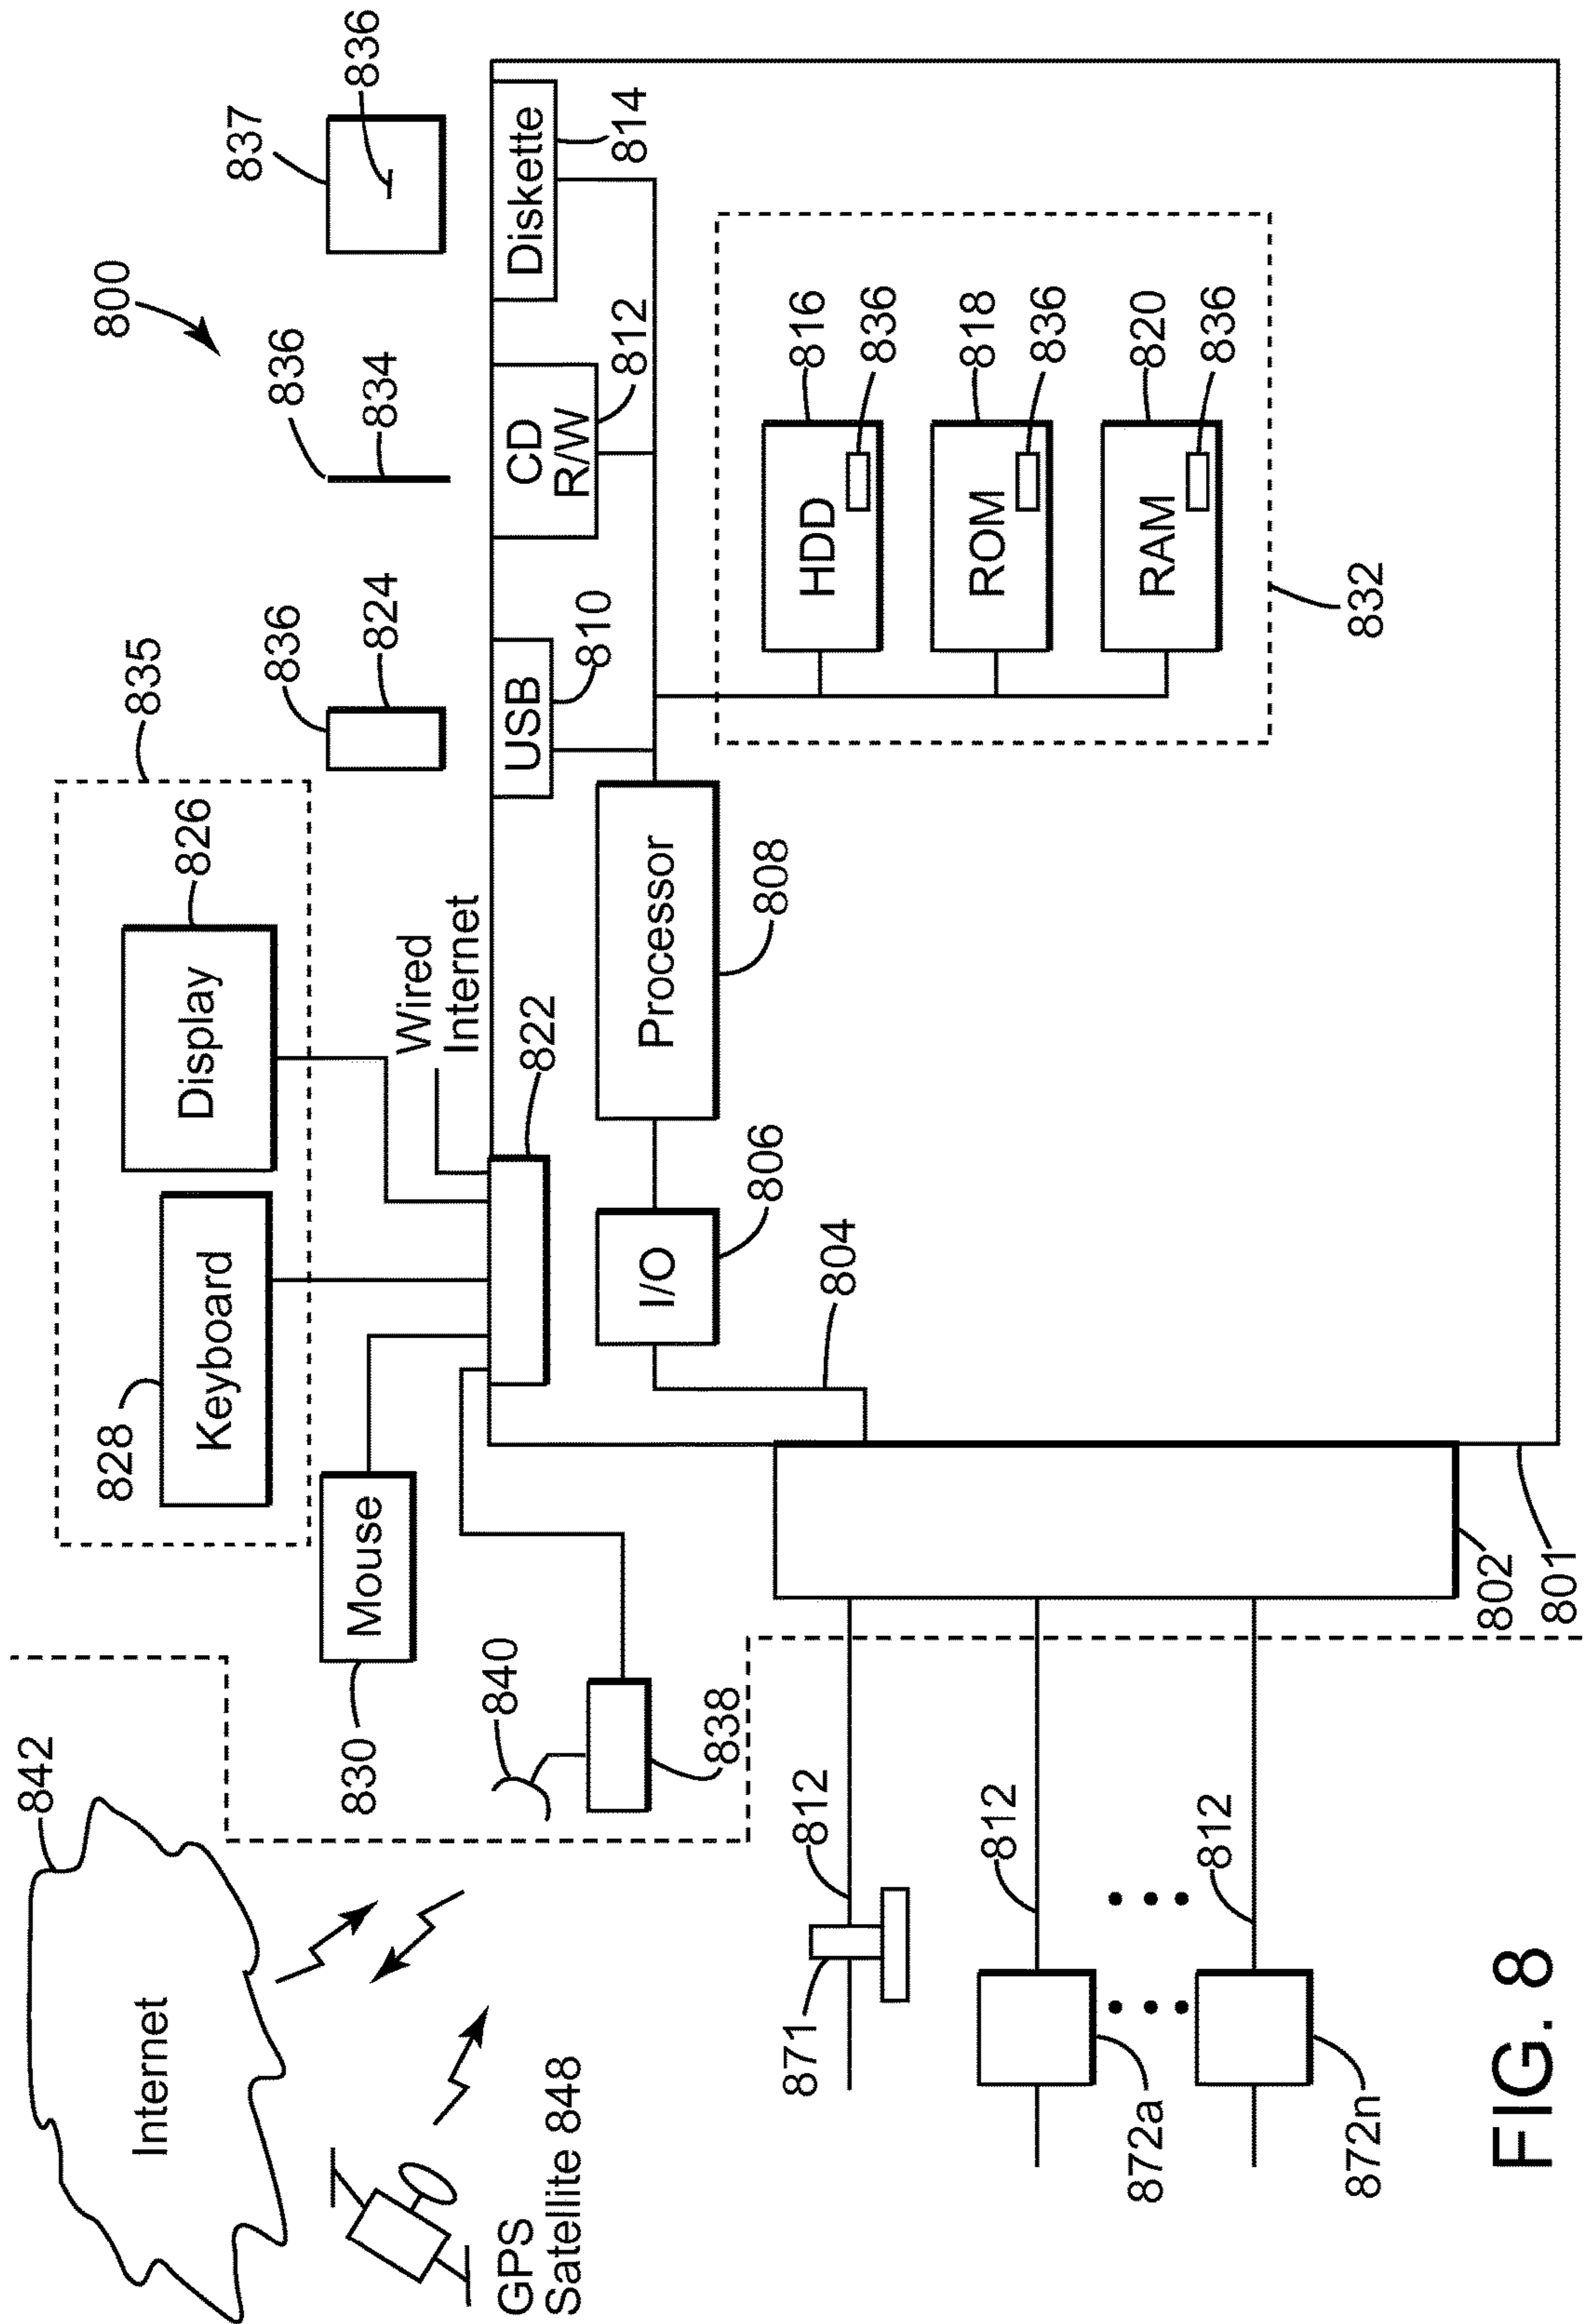 842
Internet
GPS
Satellite 848
835
828
Keyboard
826
Display
Mouse
830
840
838
Wired
Internet
822
800
836
824
836
834
837
836
USB
810
CD
R/W
812
Diskette
814
I/O
806
Processor
808
804
HDD
816
836
ROM
818
836
RAM
820
836
832
812
871
812
872a
812
872n
802
801
FIG. 8